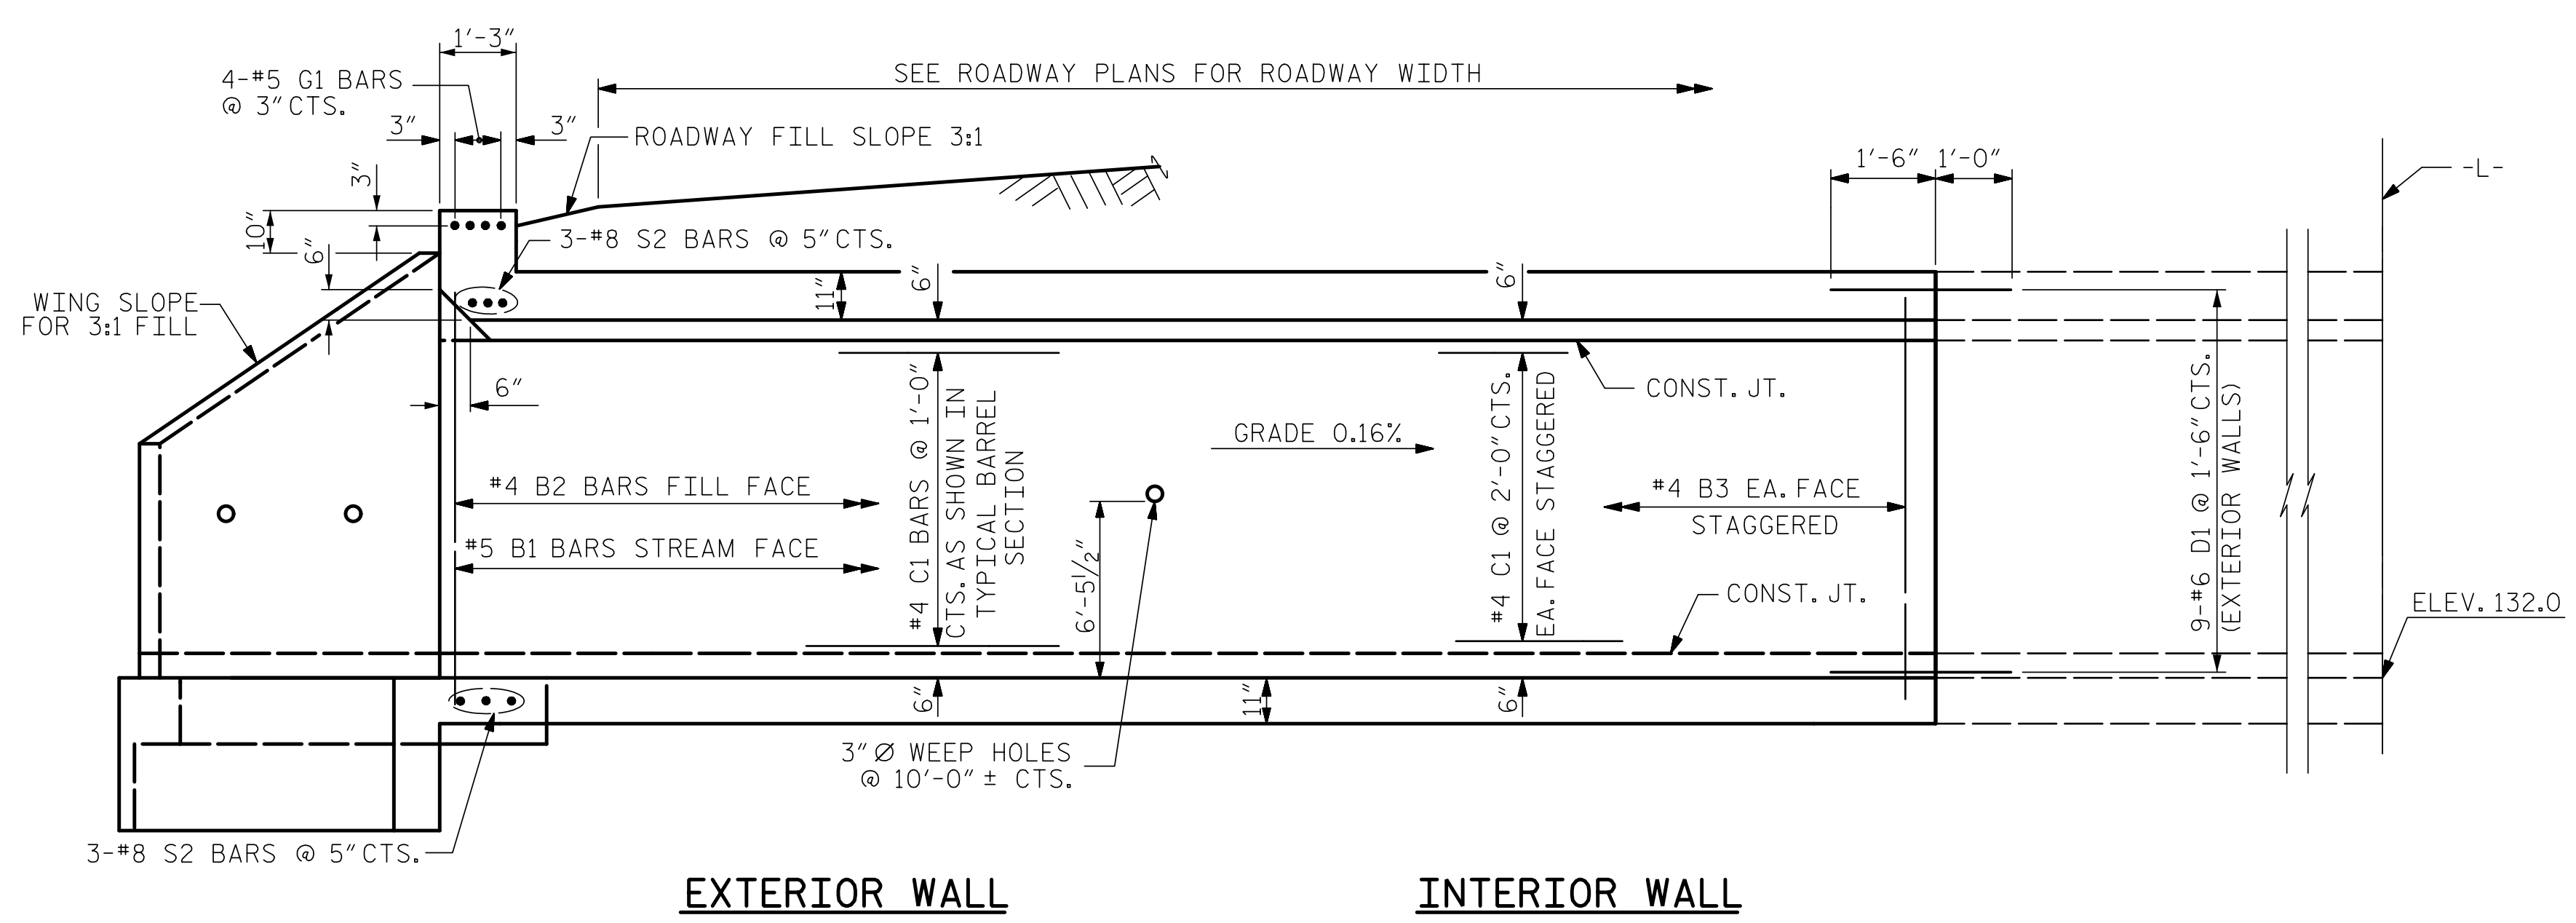 1'-3"
4-#5 G1 BARS
@ 3" CTS.
SEE ROADWAY PLANS FOR ROADWAY WIDTH
3"
3"
ROADWAY FILL SLOPE 3:1
1'-6"
1'-0"
-L-
3"
10"
6"
3-#8 S2 BARS @ 5" CTS.
WING SLOPE
FOR 3:1 FILL
11"
6"
6"
6"
CONST. JT.
GRADE 0.16%
#4 C1 BARS @ 1'-0"
CTS. AS SHOWN IN
TYPICAL BARREL
SECTION
#4 C1 @ 2'-0" CTS.
EA. FACE STAGGERED
9-#6 D1 @ 1'-6" CTS.
(EXTERIOR WALLS)
#4 B2 BARS FILL FACE
#4 B3 EA. FACE
STAGGERED
#5 B1 BARS STREAM FACE
6'-5 1/2"
CONST. JT.
ELEV. 132.0
6"
11"
6"
3" Ø WEEP HOLES
@ 10'-0" ± CTS.
3-#8 S2 BARS @ 5" CTS.
EXTERIOR WALL
INTERIOR WALL